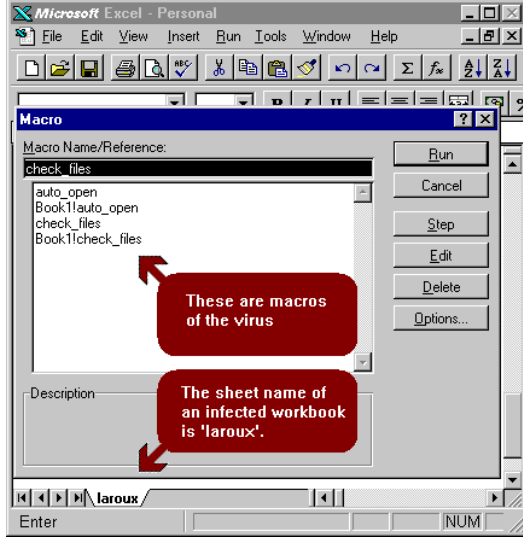 Microsoft Excel - Personal
File Edit View Insert Run Tools Window Help
ABC Σ fx A Z Z A
B I U
Macro
Macro Name/Reference:
check_files
Run
auto_open
Cancel
Book1!auto_open
check_files
Book1!check_files
Step
Edit
Delete
Options...
These are macros
of the virus
Description
The sheet name of
an infected workbook
is 'laroux'.
laroux
Enter NUM